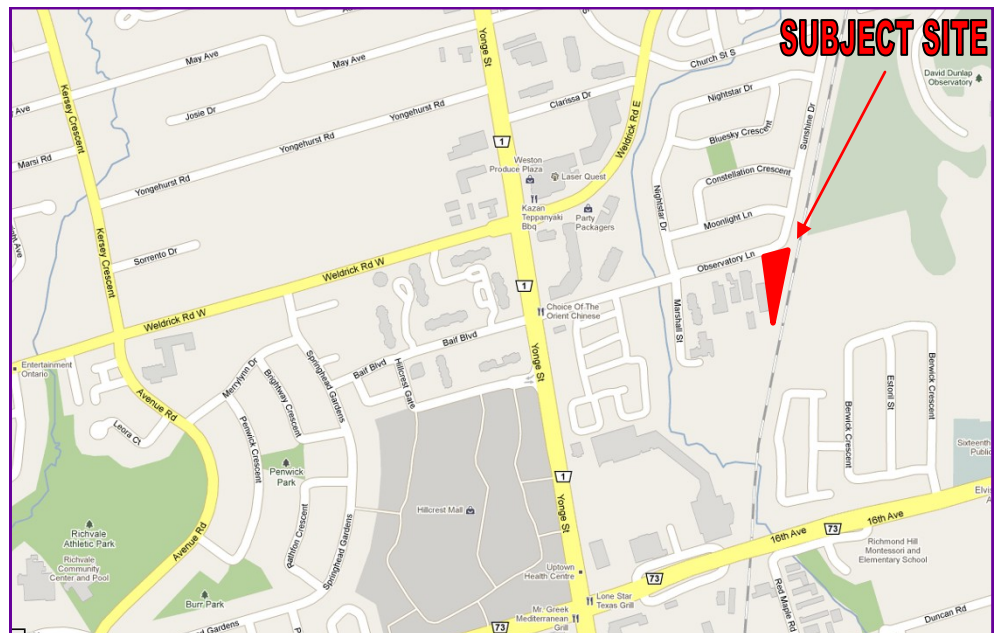 SUBJECT SITE
May Ave
May Ave
Yonge St
Church St S
David Dunlap
Observatory
Kersey Crescent
Ave
Josie Dr
Yongehurst Rd
Clarissa Dr
Nightstar Dr
Sunshine Dr
Weldrick Rd E
Bluesky Crescent
Marsi Rd
Yongehurst Rd
1
Weston
Produce Plaza
Laser Quest
Constellation Crescent
Yongehurst Rd
Nightstar Dr
Kazan
Teppanyaki
Bbq
Party
Packagers
Moonlight Ln
Kersey Crescent
Sorrento Dr
Weldrick Rd W
Observatory Ln
1
Choice Of The
Orient Chinese
Marshall St
Weldrick Rd W
Baif Blvd
Yonge St
Entertainment
Ontario
Merrylynn Dr
Springhead Gardens
Baif Blvd
Hillcrest Gate
Brightway Crescent
Berwick Crescent
Estoril St
Avenue Rd
Leora Ct
Penwick Crescent
Berwick Crescent
Sixteenth
Public
Penwick
Park
1
Hillcrest Mall
Yonge St
Elvi
Richvale
Athletic Park
Avenue Rd
Rathfon Crescent
Springhead Gardens
16th Ave
73
16th Ave
Richvale
Community
Center and Pool
Richmond Hill
Montessori and
Elementary School
Uptown
Health Centre
73
Red Maple Rd
Burr Park
Lone Star
Texas Grill
Mr. Greek
Mediterranean
Grill
73
Duncan Rd
Gardens